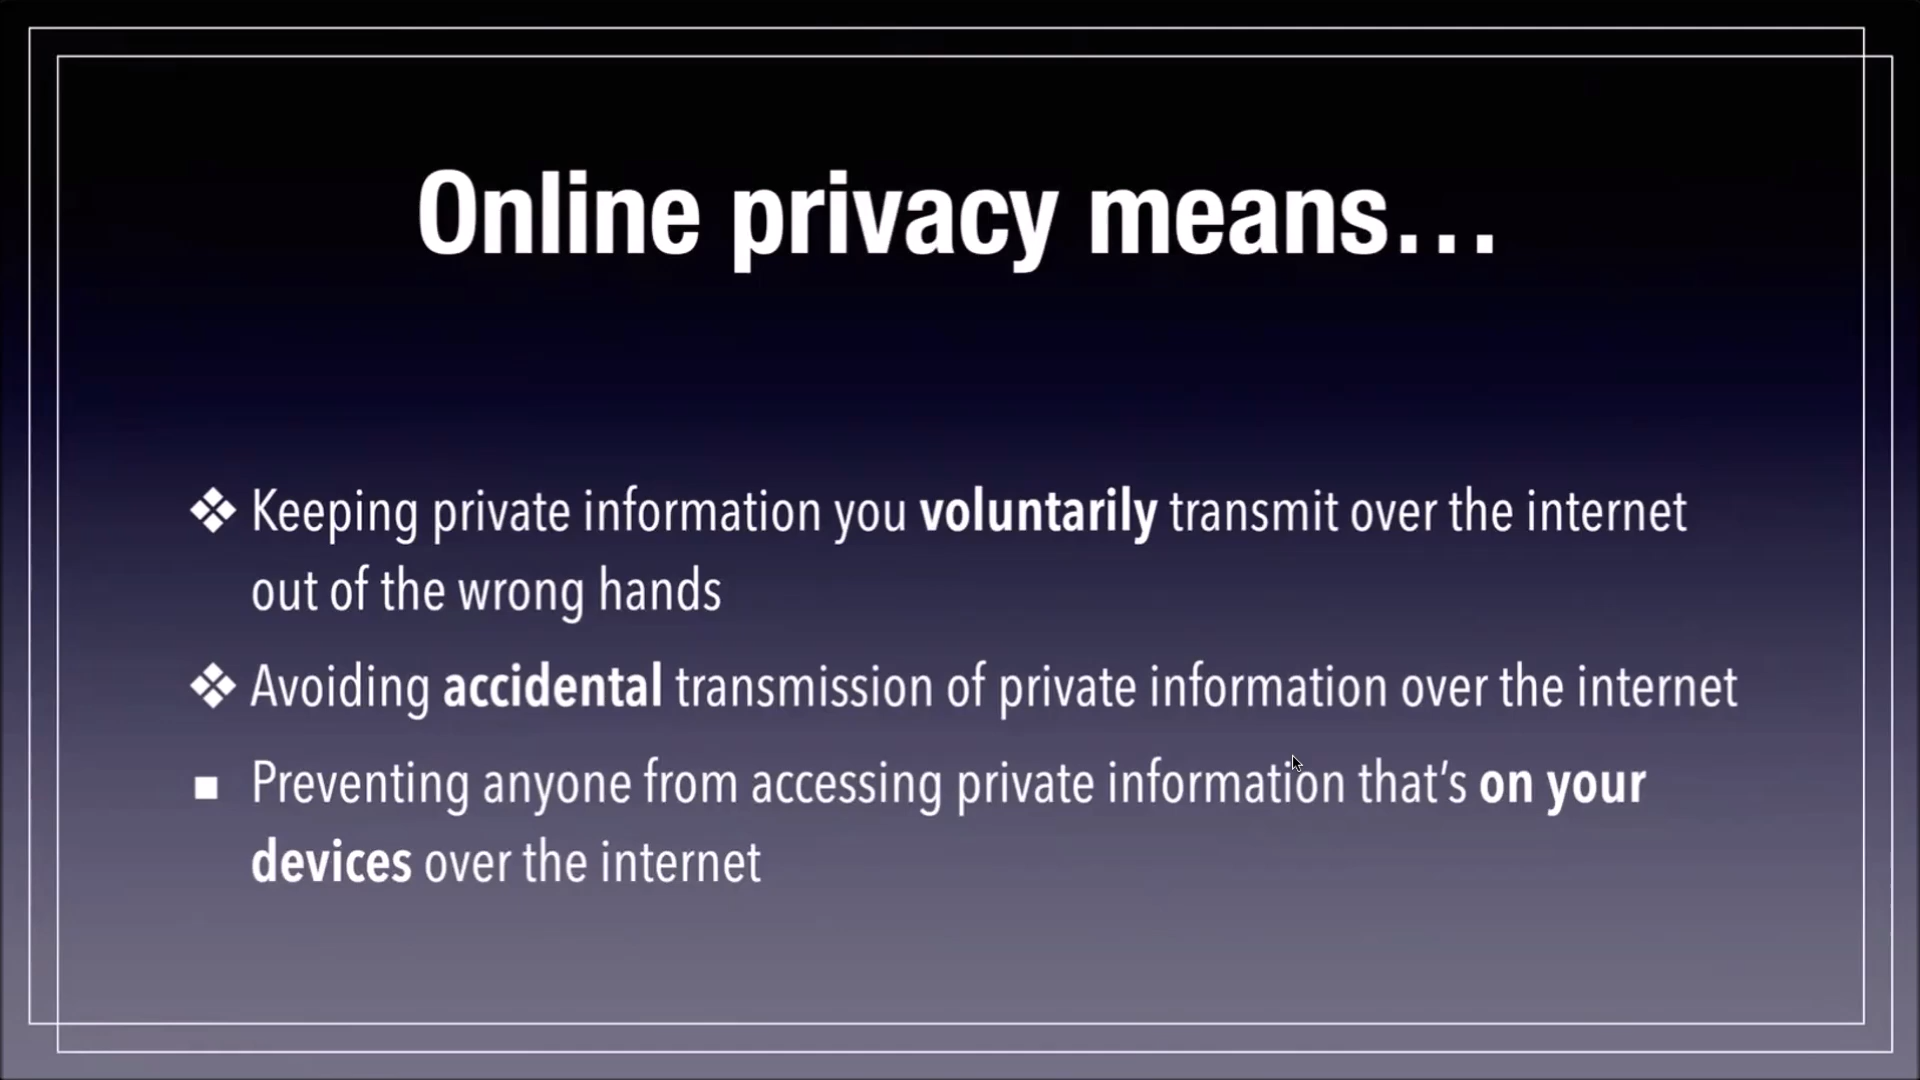 Online privacy means…
❖ Keeping private information you voluntarily transmit over the internet
out of the wrong hands
❖ Avoiding accidental transmission of private information over the internet
▪ Preventing anyone from accessing private information that’s on your
devices over the internet